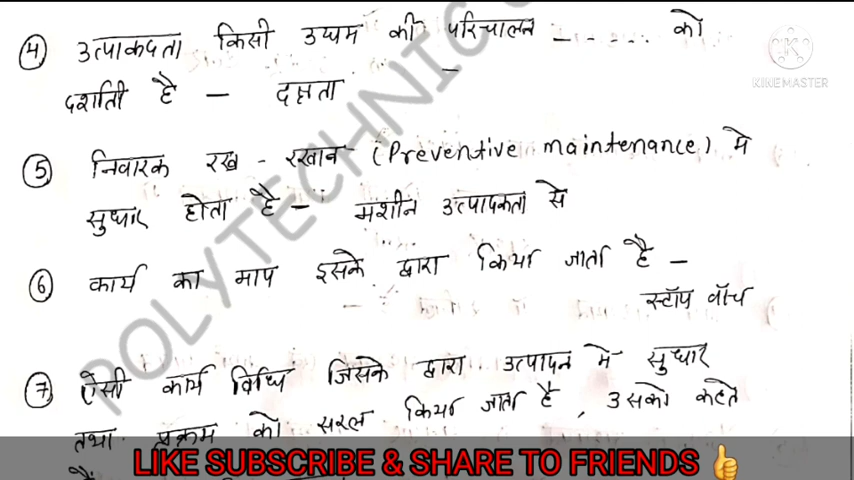 ④ उत्पाकदता किसी उद्यम की परिचालन ----- को
दर्शाती है – दक्षता
⑤ निवारक रख - रखाव (Preventive maintenance) मे
सुधार होता है – मशीन उत्पादकता से
⑥ कार्य का माप इसके द्वारा किया जाता है –
स्टॉप वॉच
⑦ ऐसी कार्य विधि जिसके द्वारा उत्पादन मे सुधार
तथा प्रक्रम को सरल किया जाता है , उसको कहते
हैं
POLYTECHNIC
KINEMASTER
LIKE SUBSCRIBE & SHARE TO FRIENDS 👍